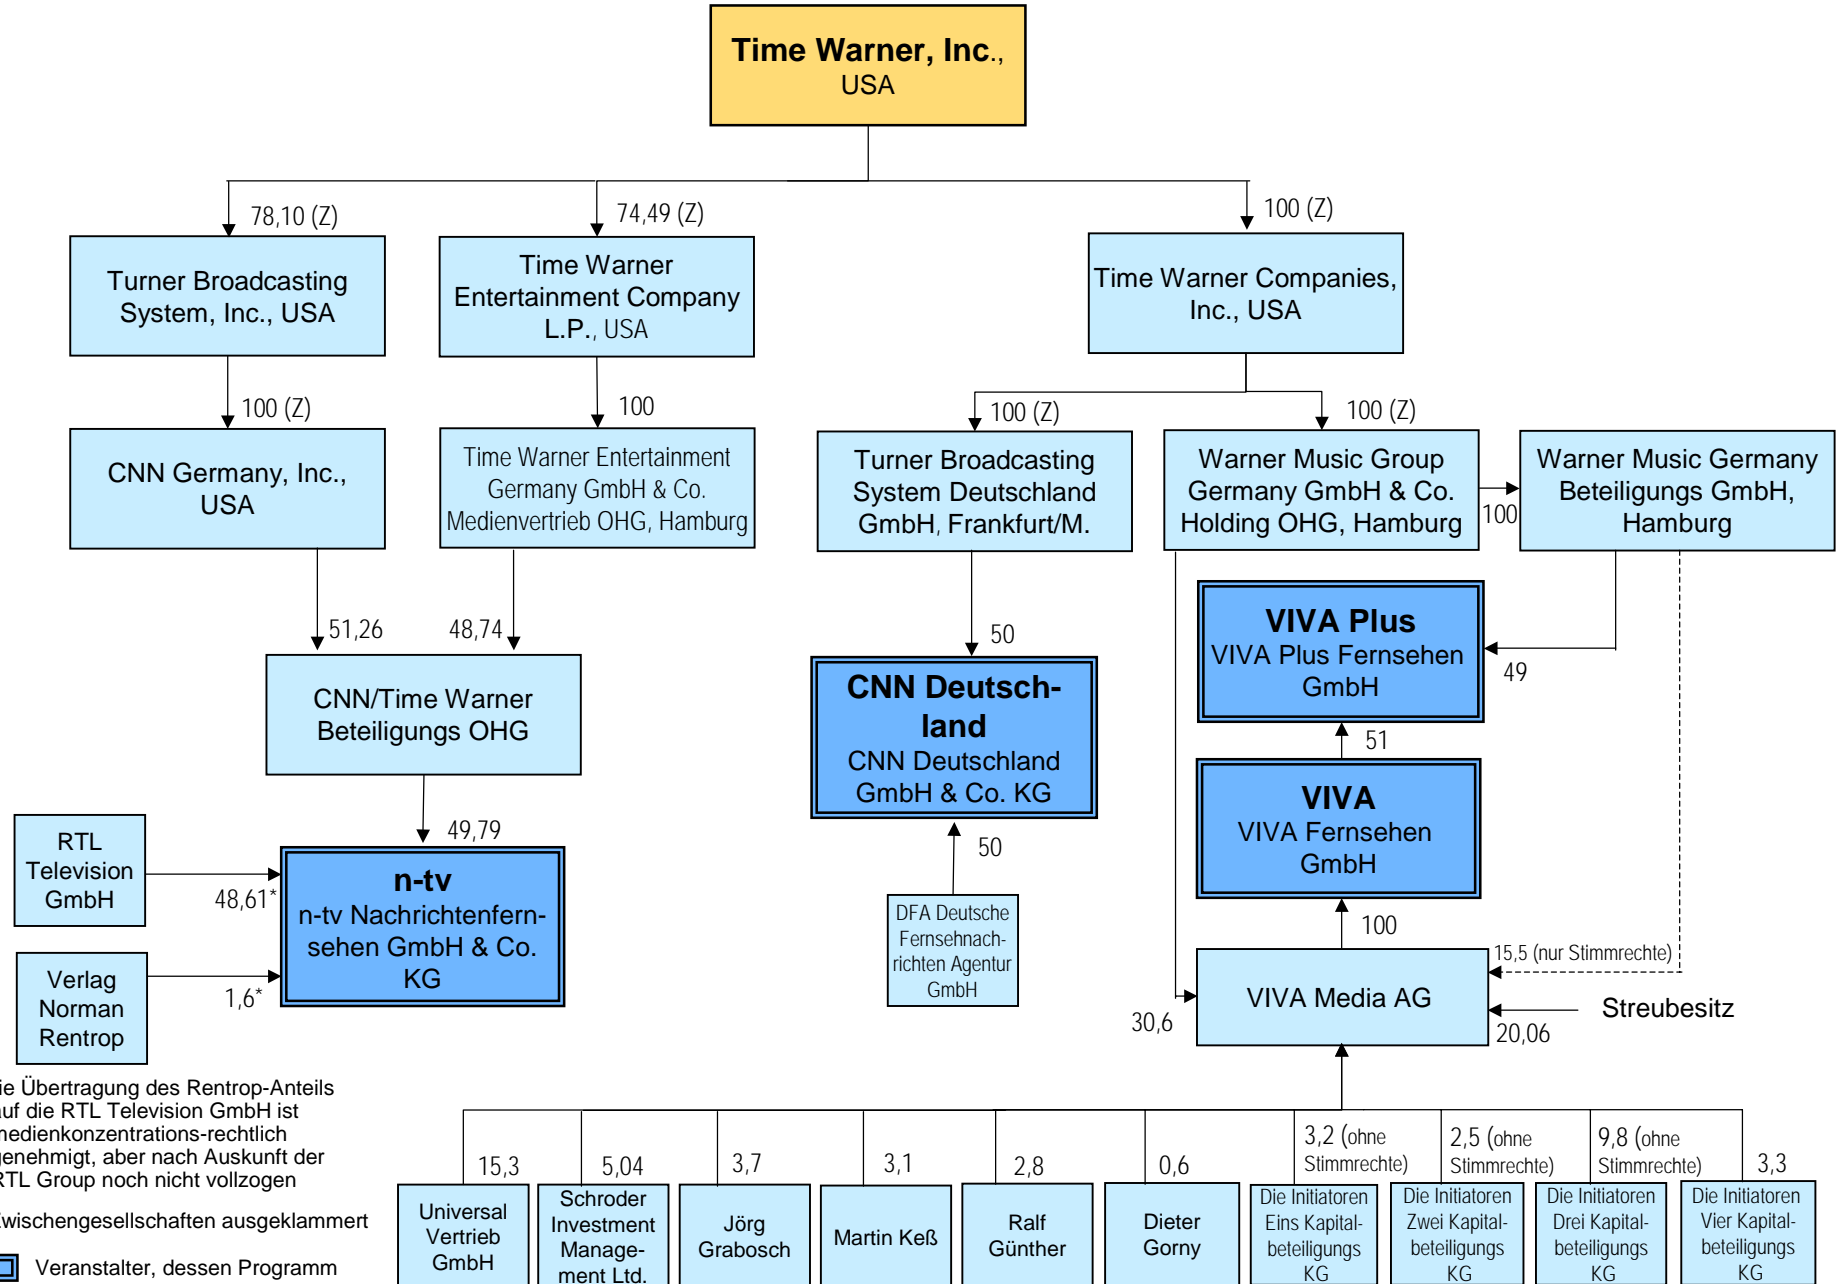 Time Warner, Inc.,
USA
78,10 (Z)
74,49 (Z)
100 (Z)
Turner Broadcasting
System, Inc., USA
Time Warner
Entertainment Company
L.P., USA
Time Warner Companies,
Inc., USA
100 (Z)
100
100 (Z)
100 (Z)
CNN Germany, Inc.,
USA
Time Warner Entertainment
Germany GmbH & Co.
Medienvertrieb OHG, Hamburg
Turner Broadcasting
System Deutschland
GmbH, Frankfurt/M.
Warner Music Group
Germany GmbH & Co.
Holding OHG, Hamburg
100
Warner Music Germany
Beteiligungs GmbH,
Hamburg
51,26
48,74
50
49
CNN/Time Warner
Beteiligungs OHG
CNN Deutsch-
land
CNN Deutschland
GmbH & Co. KG
VIVA Plus
VIVA Plus Fernsehen
GmbH
51
VIVA
VIVA Fernsehen
GmbH
49,79
50
100
RTL
Television
GmbH
48,61*
n-tv
n-tv Nachrichtenfern-
sehen GmbH & Co.
KG
Verlag
Norman
Rentrop
1,6*
DFA Deutsche
Fernsehnach-
richten Agentur
GmbH
15,5 (nur Stimmrechte)
VIVA Media AG
30,6
Streubesitz
20,06
ie Übertragung des Rentrop-Anteils
auf die RTL Television GmbH ist
medienkonzentrations-rechtlich
genehmigt, aber nach Auskunft der
RTL Group noch nicht vollzogen
Zwischengesellschaften ausgeklammert
Veranstalter, dessen Programm
15,3
5,04
3,7
3,1
2,8
0,6
3,2 (ohne
Stimmrechte)
2,5 (ohne
Stimmrechte)
9,8 (ohne
Stimmrechte)
3,3
Universal
Vertrieb
GmbH
Schroder
Investment
Manage-
ment Ltd.
Jörg
Grabosch
Martin Keß
Ralf
Günther
Dieter
Gorny
Die Initiatoren
Eins Kapital-
beteiligungs
KG
Die Initiatoren
Zwei Kapital-
beteiligungs
KG
Die Initiatoren
Drei Kapital-
beteiligungs
KG
Die Initiatoren
Vier Kapital-
beteiligungs
KG